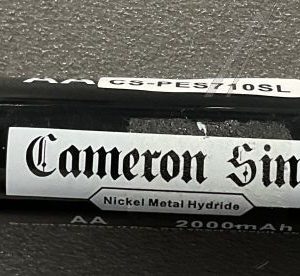 AA CS-PES710SL
Cameron Sin
Nickel Metal Hydride
AA 2000mAh